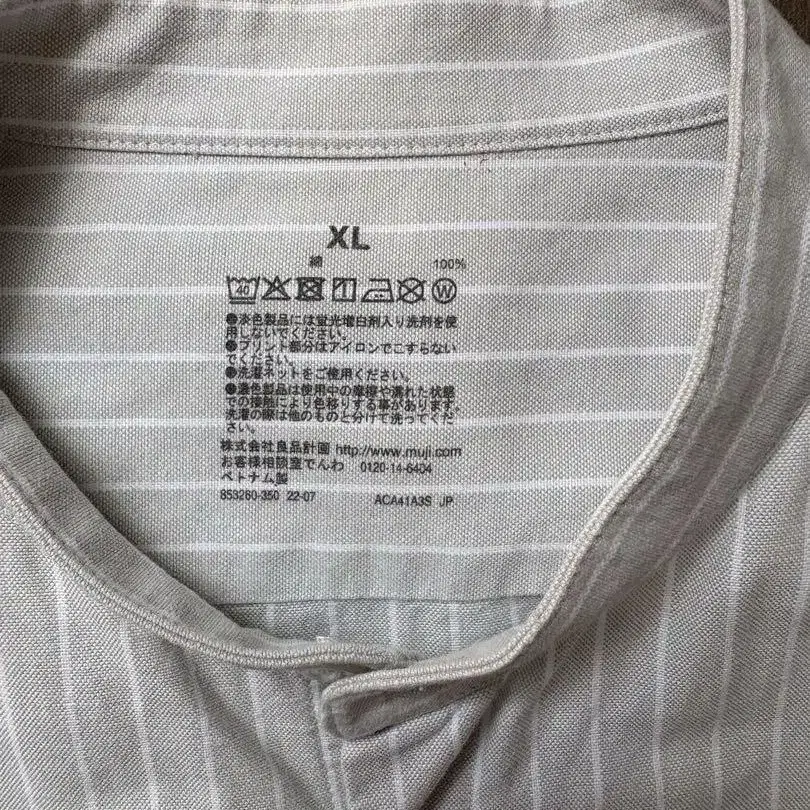 XL
綿 100%
40 W
●淡色製品には蛍光増白剤入り洗剤を使
用しないでください。
●プリント部分はアイロンでこすらない
でください。
●洗濯ネットをご使用ください。
●濃色製品は使用中の摩擦や濡れた状態
での接触により色移りする事があります。
洗濯の際は他のものと分けて洗ってくだ
さい。
株式会社良品計画 http://www.muji.com
お客様相談室でんわ 0120-14-6404
ベトナム製
853260-350 22-07 ACA41A3S JP